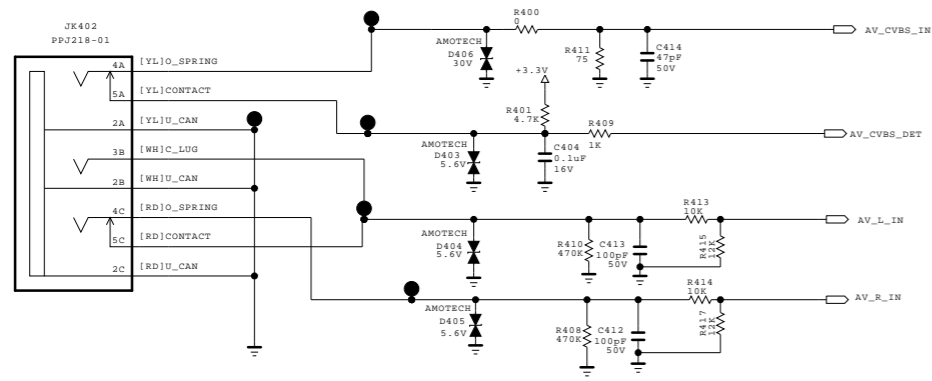 JK402
PPJ218-01
4A
[YL]O_SPRING
5A
[YL]CONTACT
2A
[YL]U_CAN
3B
[WH]C_LUG
2B
[WH]U_CAN
4C
[RD]O_SPRING
5C
[RD]CONTACT
2C
[RD]U_CAN
AMOTECH
D406
30V
R400
0
R411
75
C414
47pF
50V
AV_CVBS_IN
+3.3V
R401
4.7K
AMOTECH
D403
5.6V
C404
0.1uF
16V
R409
1K
AV_CVBS_DET
AMOTECH
D404
5.6V
R410
470K
C413
100pF
50V
R413
10K
R415
12K
AV_L_IN
AMOTECH
D405
5.6V
R408
470K
C412
100pF
50V
R414
10K
R417
12K
AV_R_IN